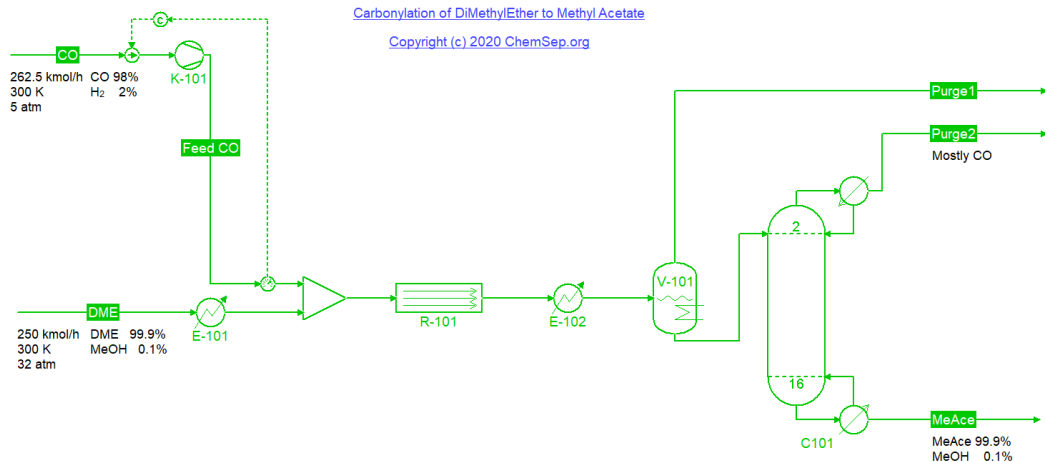 Carbonylation of DiMethylEther to Methyl Acetate
Copyright (c) 2020 ChemSep.org
c
CO
262.5 kmol/h CO 98%
300 K H₂ 2%
5 atm
K-101
Feed CO
Purge1
Purge2
Mostly CO
2
V-101
DME
250 kmol/h DME 99.9%
300 K MeOH 0.1%
32 atm
E-101
R-101
E-102
16
C101
MeAce
MeAce 99.9%
MeOH 0.1%